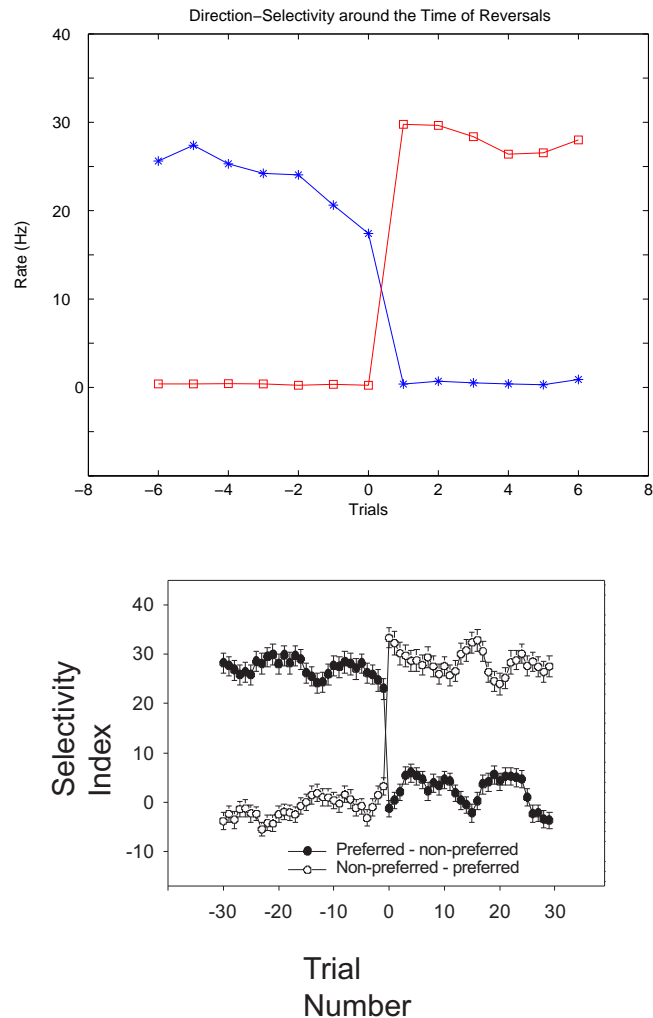 Direction−Selectivity around the Time of Reversals
40
30
20
10
0
Rate (Hz)
−8 −6 −4 −2 0 2 4 6 8
Trials
40
30
20
10
0
-10
Selectivity
Index
Preferred - non-preferred
Non-preferred - preferred
-30 -20 -10 0 10 20 30
Trial
Number